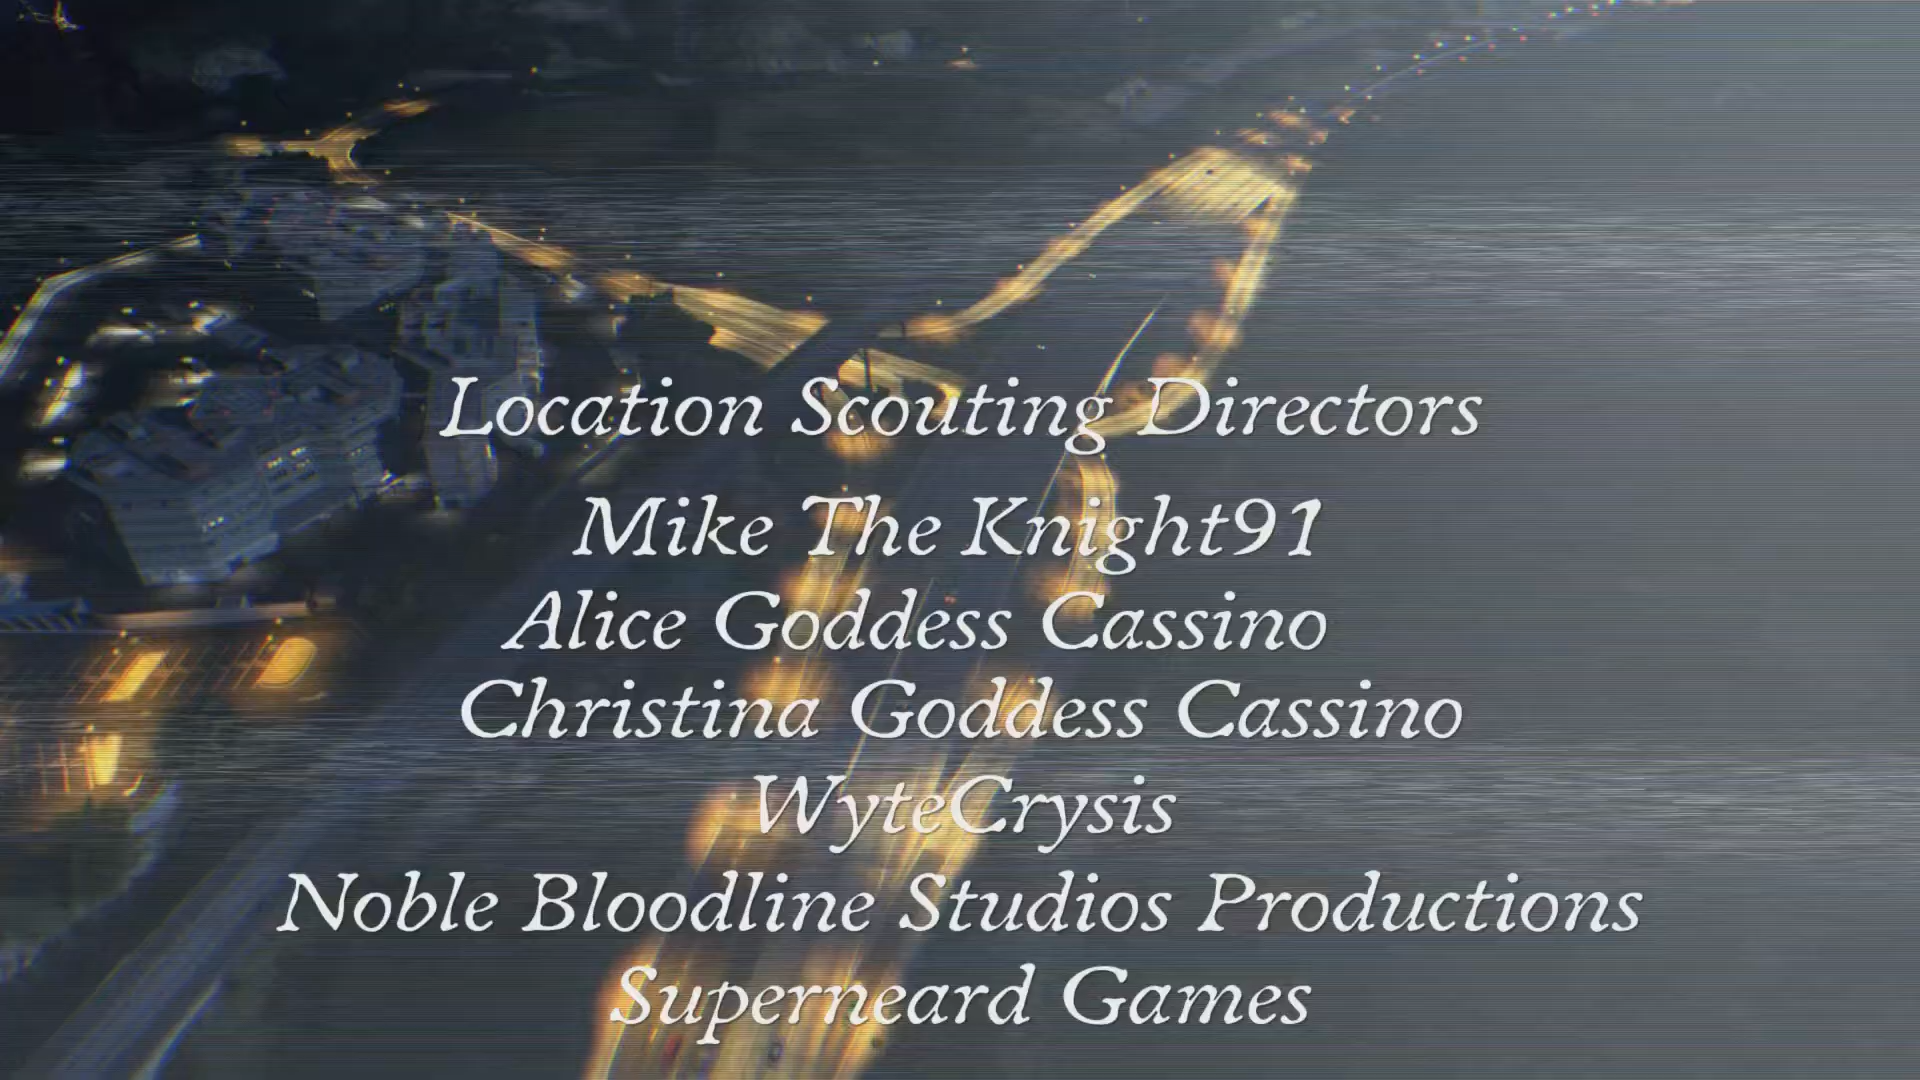 Location Scouting Directors
Mike The Knight91
Alice Goddess Cassino
Christina Goddess Cassino
WyteCrysis
Noble Bloodline Studios Productions
Superneard Games